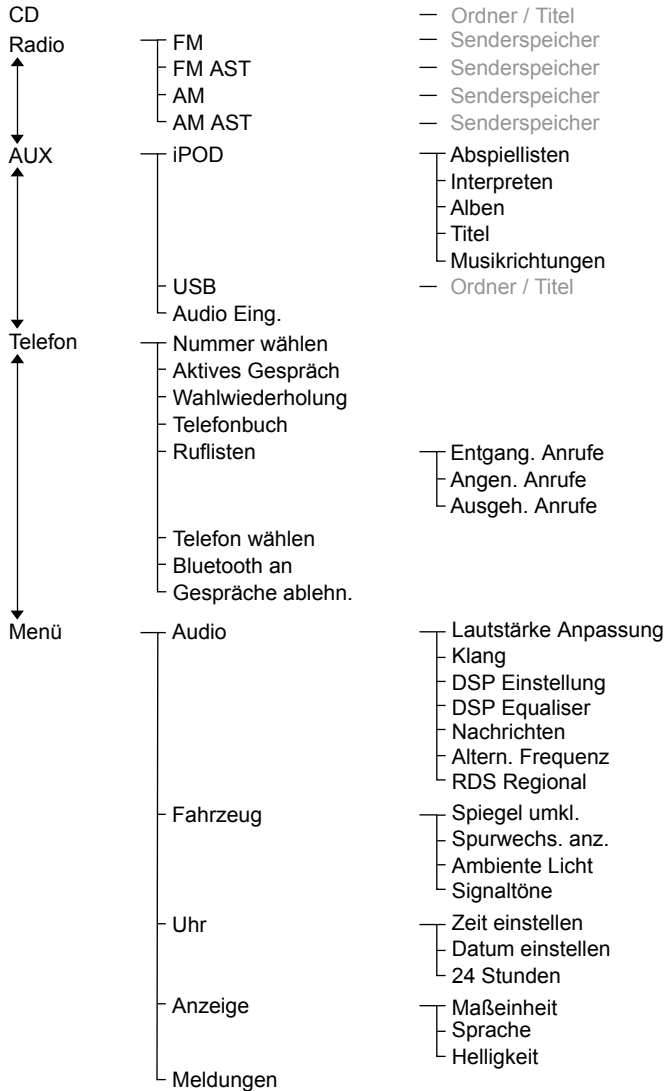 CD — Ordner / Titel
Radio FM — Senderspeicher
FM AST — Senderspeicher
AM — Senderspeicher
AM AST — Senderspeicher
AUX iPOD Abspiellisten
Interpreten
Alben
Titel
Musikrichtungen
USB — Ordner / Titel
Audio Eing.
Telefon Nummer wählen
Aktives Gespräch
Wahlwiederholung
Telefonbuch
Ruflisten Entgang. Anrufe
Angen. Anrufe
Ausgeh. Anrufe
Telefon wählen
Bluetooth an
Gespräche ablehn.
Menü Audio Lautstärke Anpassung
Klang
DSP Einstellung
DSP Equaliser
Nachrichten
Altern. Frequenz
RDS Regional
Fahrzeug Spiegel umkl.
Spurwechs. anz.
Ambiente Licht
Signaltöne
Uhr Zeit einstellen
Datum einstellen
24 Stunden
Anzeige Maßeinheit
Sprache
Helligkeit
Meldungen